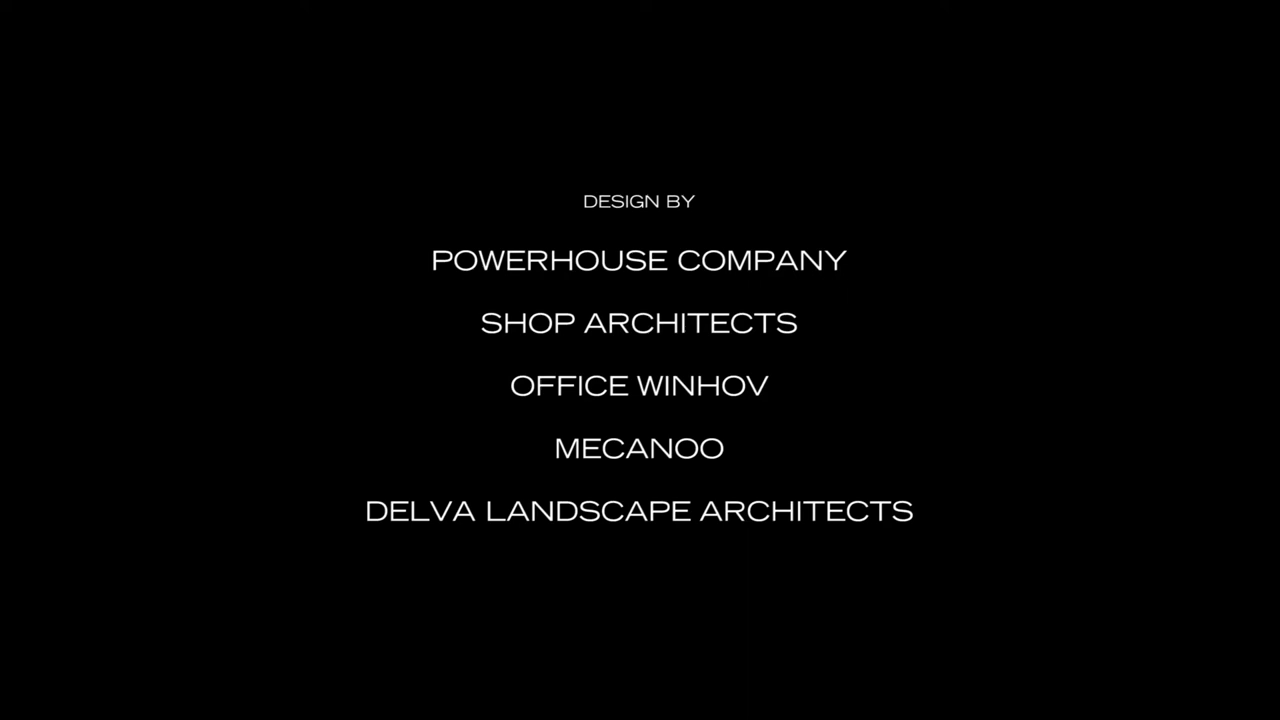 DESIGN BY
POWERHOUSE COMPANY
SHOP ARCHITECTS
OFFICE WINHOV
MECANOO
DELVA LANDSCAPE ARCHITECTS